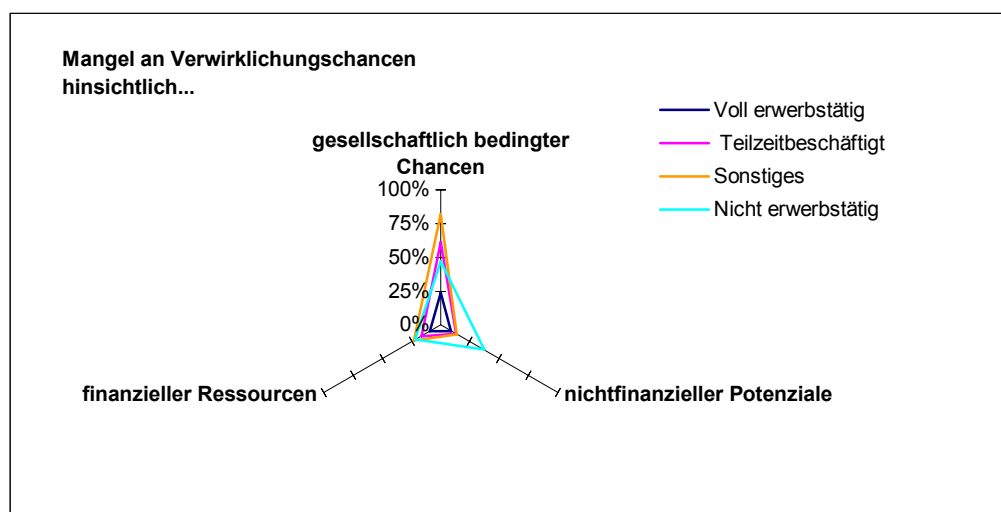 Mangel an Verwirklichungschancen
hinsichtlich...
Voll erwerbstätig
Teilzeitbeschäftigt
Sonstiges
Nicht erwerbstätig
gesellschaftlich bedingter
Chancen
100%
75%
50%
25%
0%
finanzieller Ressourcen
nichtfinanzieller Potenziale